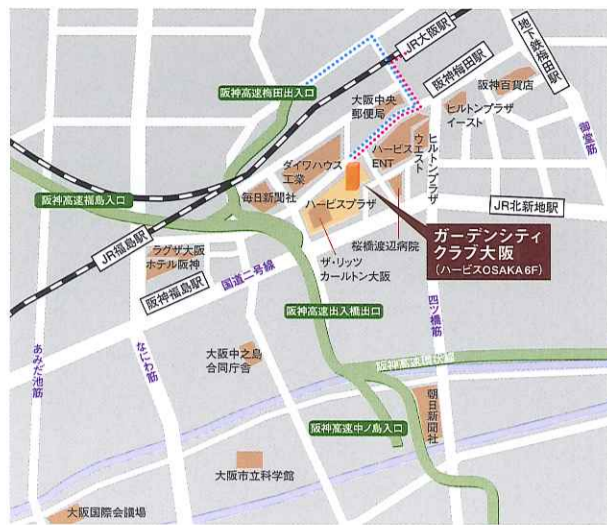 JR大阪駅
地下鉄梅田駅
阪神梅田駅
阪神百貨店
阪神高速梅田出入口
大阪中央
郵便局
ヒルトンプラザ
イースト
御堂筋
ダイワハウス
工業
ハービス
ENT
ヒルトンプラザ
ウエスト
毎日新聞社
ハービスプラザ
阪神高速福島入口
JR北新地駅
桜橋渡辺病院
ガーデンシティ
クラブ大阪
(ハービスOSAKA 6F)
JR福島駅
ラグザ大阪
ホテル阪神
ザ・リッツ
カールトン大阪
国道二号線
阪神福島駅
阪神高速出入橋出口
四ツ橋筋
あみだ池筋
なにわ筋
大阪中之島
合同庁舎
朝日新聞社
阪神高速中ノ島入口
大阪市立科学館
大阪国際会議場